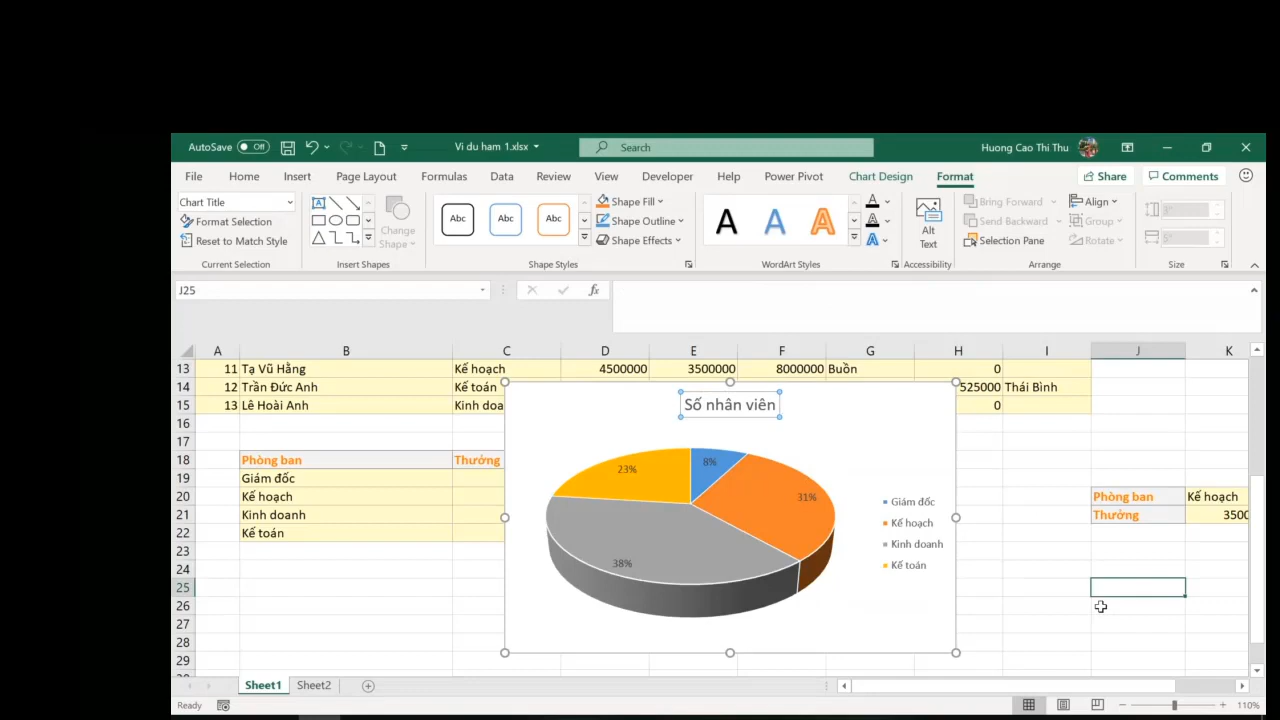 AutoSave Off Vi du ham 1.xlsx Search Huong Cao Thi Thu
File Home Insert Page Layout Formulas Data Review View Developer Help Power Pivot Chart Design Format Share Comments
Chart Title
Format Selection
Reset to Match Style
Current Selection
Change Shape
Insert Shapes
Abc Abc Abc
Shape Fill
Shape Outline
Shape Effects
Shape Styles
A A A
WordArt Styles
Alt Text
Accessibility
Bring Forward
Send Backward
Selection Pane
Align
Group
Rotate
Arrange
Size
J25 fx
A B C D E F G H I J K
13 11 Tạ Vũ Hằng Kế hoạch 4500000 3500000 8000000 Buồn 0
14 12 Trần Đức Anh Kế toán 525000 Thái Bình
15 13 Lê Hoài Anh Kinh doa 0
16
17
18 Phòng ban Thưởng
19 Giám đốc
20 Kế hoạch Phòng ban Kế hoạch
21 Kinh doanh Thưởng 3500
22 Kế toán
23
24
25
26
27
28
29
Số nhân viên
8%
31%
38%
23%
Giám đốc
Kế hoạch
Kinh doanh
Kế toán
Sheet1 Sheet2
Ready 110%